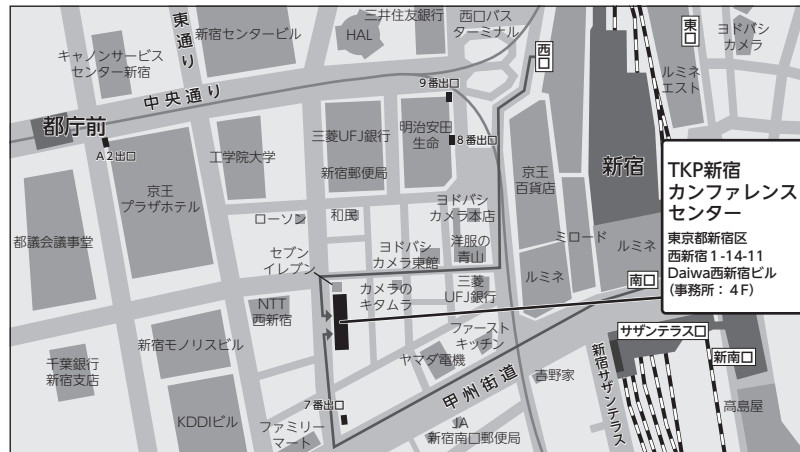 三井住友銀行
西口バス
ターミナル
東通り
新宿センタービル
HAL
キャノンサービス
センター新宿
中央通り
西口
東口
ヨドバシ
カメラ
ルミネ
エスト
9番出口
都庁前
A2出口
三菱UFJ銀行
明治安田
生命
8番出口
工学院大学
新宿郵便局
京王
プラザホテル
京王
百貨店
新宿
TKP新宿
カンファレンス
センター
東京都新宿区
西新宿1-14-11
Daiwa西新宿ビル
(事務所：4F)
ローソン
和民
ヨドバシ
カメラ本店
都議会議事堂
セブン
イレブン
ヨドバシ
カメラ東館
洋服の
青山
ミロード
ルミネ
ルミネ
南口
カメラの
キタムラ
三菱
UFJ銀行
NTT
西新宿
ファースト
キッチン
サザンテラス口
新宿モノリスビル
ヤマダ電機
新南口
千葉銀行
新宿支店
甲州街道
吉野家
新宿サザンテラス
7番出口
KDDIビル
ファミリー
マート
JA
新宿南口郵便局
高島屋